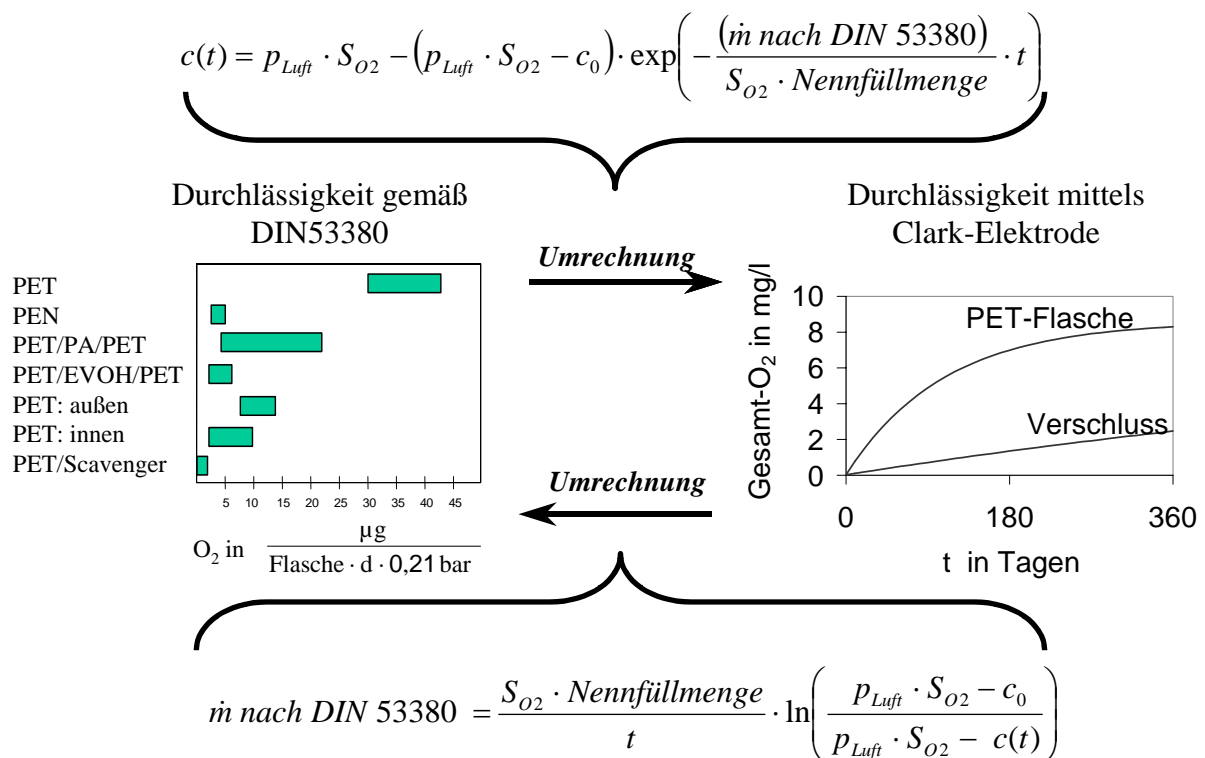 c(t) = p_Luft · S_O2 − (p_Luft · S_O2 − c_0) · exp(− (ṁ nach DIN 53380) / (S_O2 · Nennfüllmenge) · t)
Durchlässigkeit gemäß
DIN53380
Durchlässigkeit mittels
Clark-Elektrode
Umrechnung
PET
PEN
PET/PA/PET
PET/EVOH/PET
PET: außen
PET: innen
PET/Scavenger
5 10 15 20 25 30 35 40 45
O₂ in µg / Flasche · d · 0,21 bar
Umrechnung
Gesamt-O₂ in mg/l
10
8
6
4
2
0
PET-Flasche
Verschluss
0 180 360
t in Tagen
ṁ nach DIN 53380 = (S_O2 · Nennfüllmenge) / t · ln((p_Luft · S_O2 − c_0) / (p_Luft · S_O2 − c(t)))